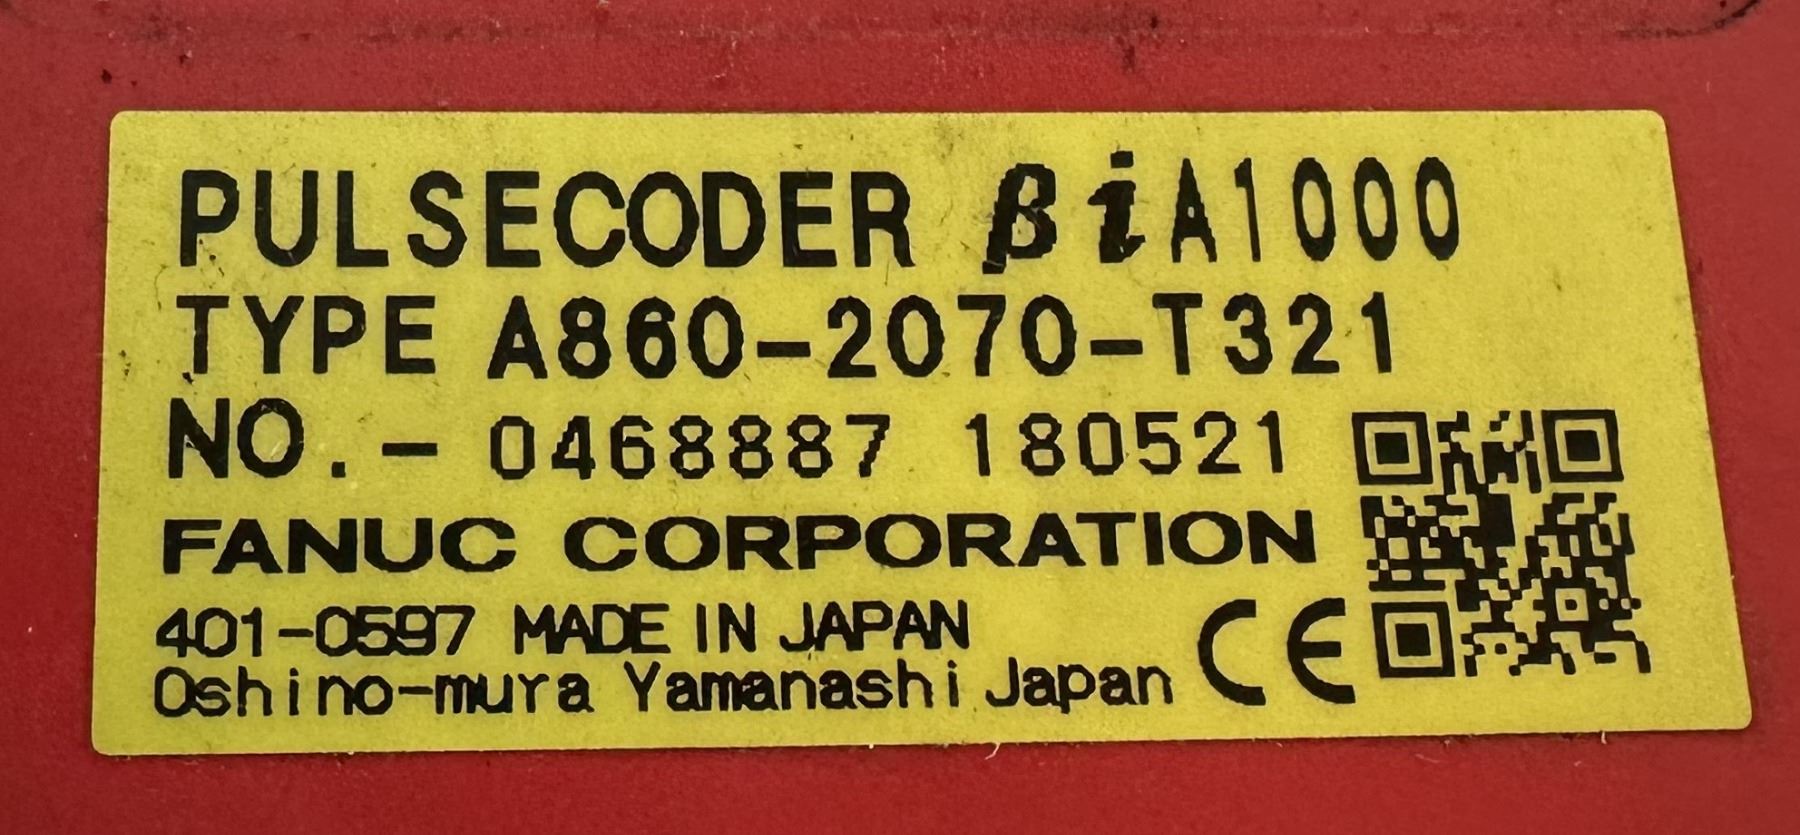 PULSECODER βiA1000
TYPE A860-2070-T321
NO.- 0468887 180521
FANUC CORPORATION
401-0597 MADE IN JAPAN
Oshino-mura Yamanashi Japan
CE